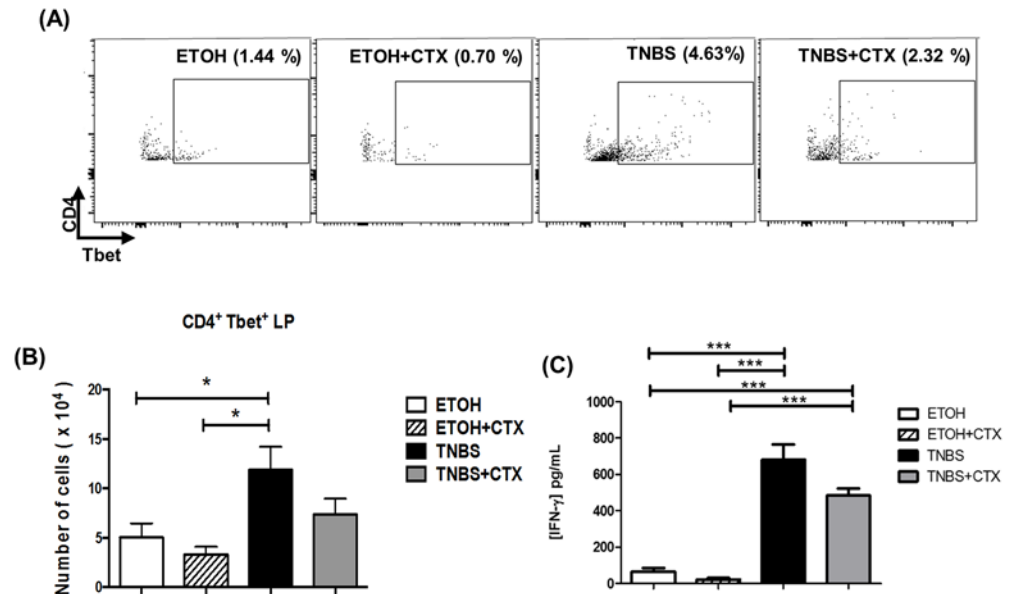 (A)
ETOH (1.44 %)
ETOH+CTX (0.70 %)
TNBS (4.63%)
TNBS+CTX (2.32 %)
CD4
Tbet
CD4+ Tbet+ LP
(B)
Number of cells ( x 10⁴)
20
15
10
5
0
*
*
ETOH
ETOH+CTX
TNBS
TNBS+CTX
(C)
[IFN-γ] pg/mL
1000
800
600
400
200
0
***
***
***
***
ETOH
ETOH+CTX
TNBS
TNBS+CTX